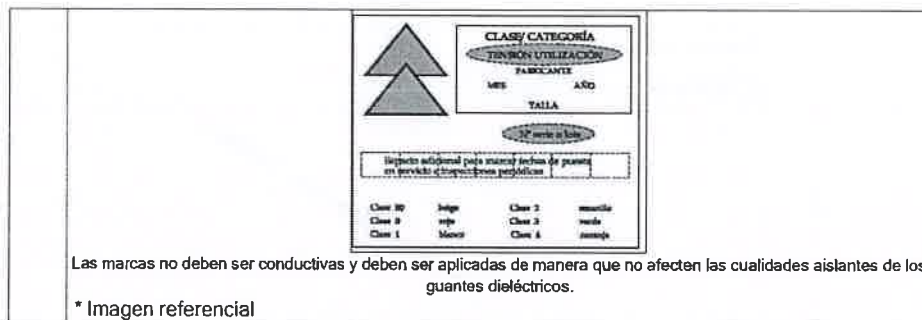 CLASE/ CATEGORÍA
TENSIÓN UTILIZACIÓN
FABRICANTE
MES AÑO
TALLA
Nº serie o lote
Espacio adicional para marcar fechas de puesta
en servicio e inspecciones periódicas
Clase 00 beige Clase 2 amarillo
Clase 0 rojo Clase 3 verde
Clase 1 blanco Clase 4 naranja
Las marcas no deben ser conductivas y deben ser aplicadas de manera que no afecten las cualidades aislantes de los
guantes dieléctricos.
* Imagen referencial